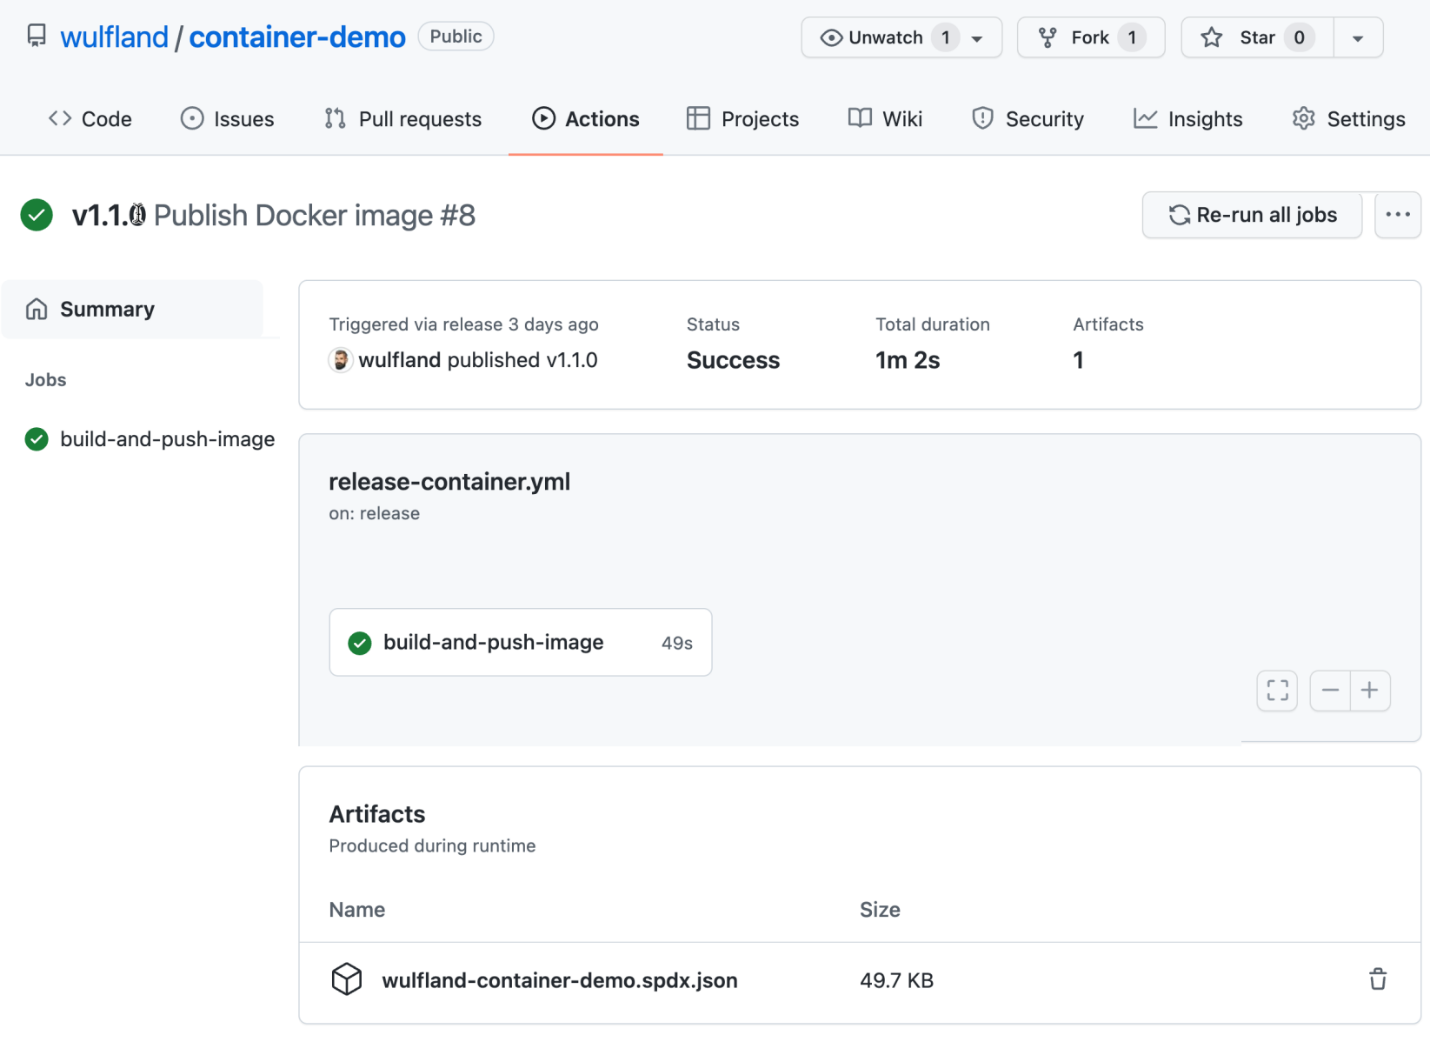 wulfland / container-demo Public Unwatch 1 Fork 1 Star 0
Code Issues Pull requests Actions Projects Wiki Security Insights Settings
Publish Docker image #8 Re-run all jobs
Summary
Jobs
build-and-push-image
Triggered via release 3 days ago Status Total duration Artifacts
wulfland published v1.1.0 Success 1m 2s 1
release-container.yml
on: release
build-and-push-image 49s
Artifacts
Produced during runtime
Name Size
wulfland-container-demo.spdx.json 49.7 KB